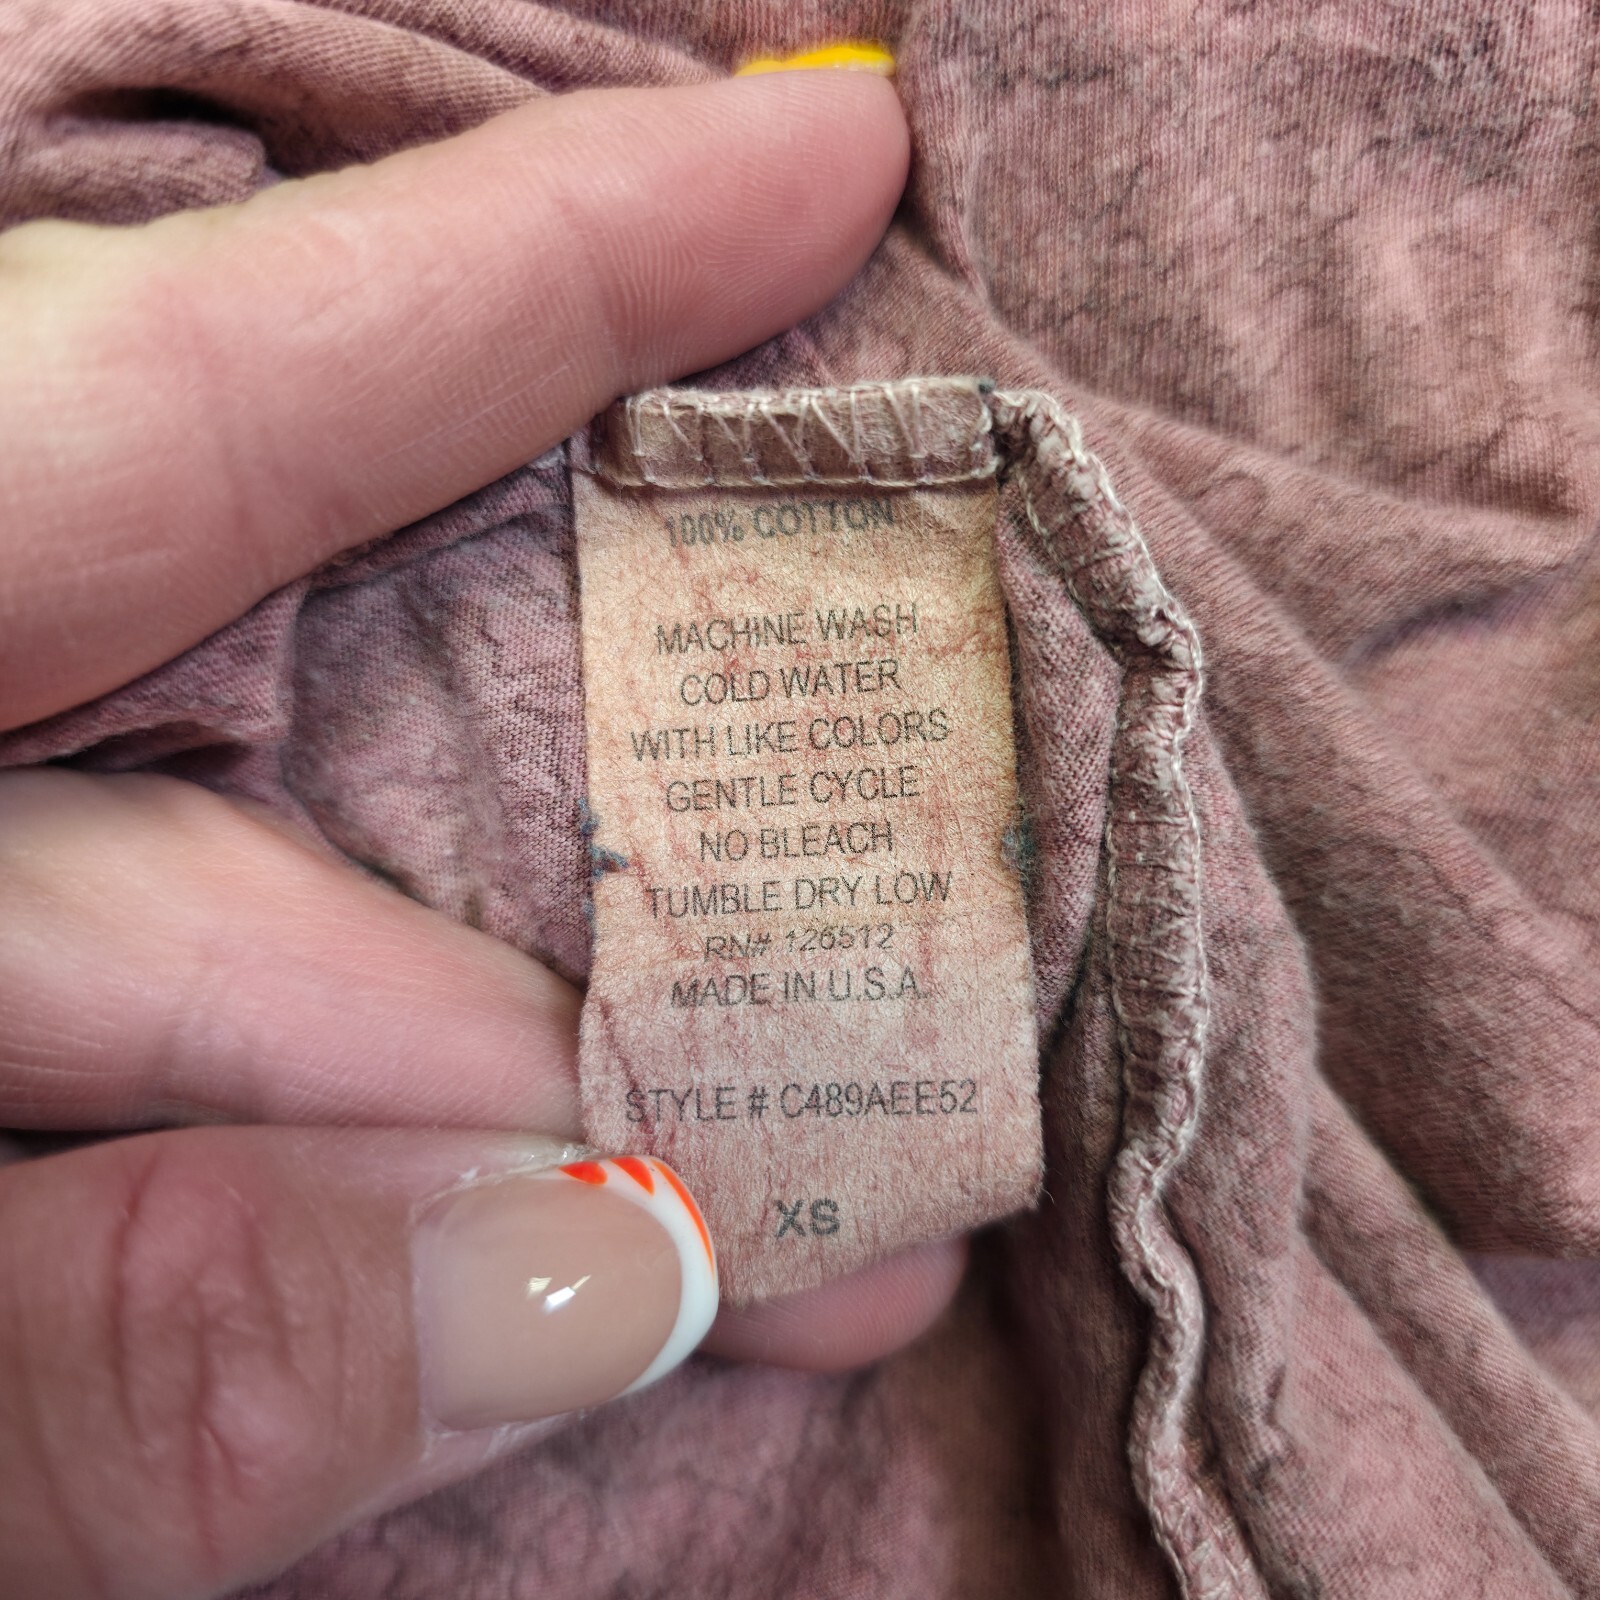 100% COTTON
MACHINE WASH
COLD WATER
WITH LIKE COLORS
GENTLE CYCLE
NO BLEACH
TUMBLE DRY LOW
RN# 126512
MADE IN U.S.A.
STYLE # C489AEE52
XS